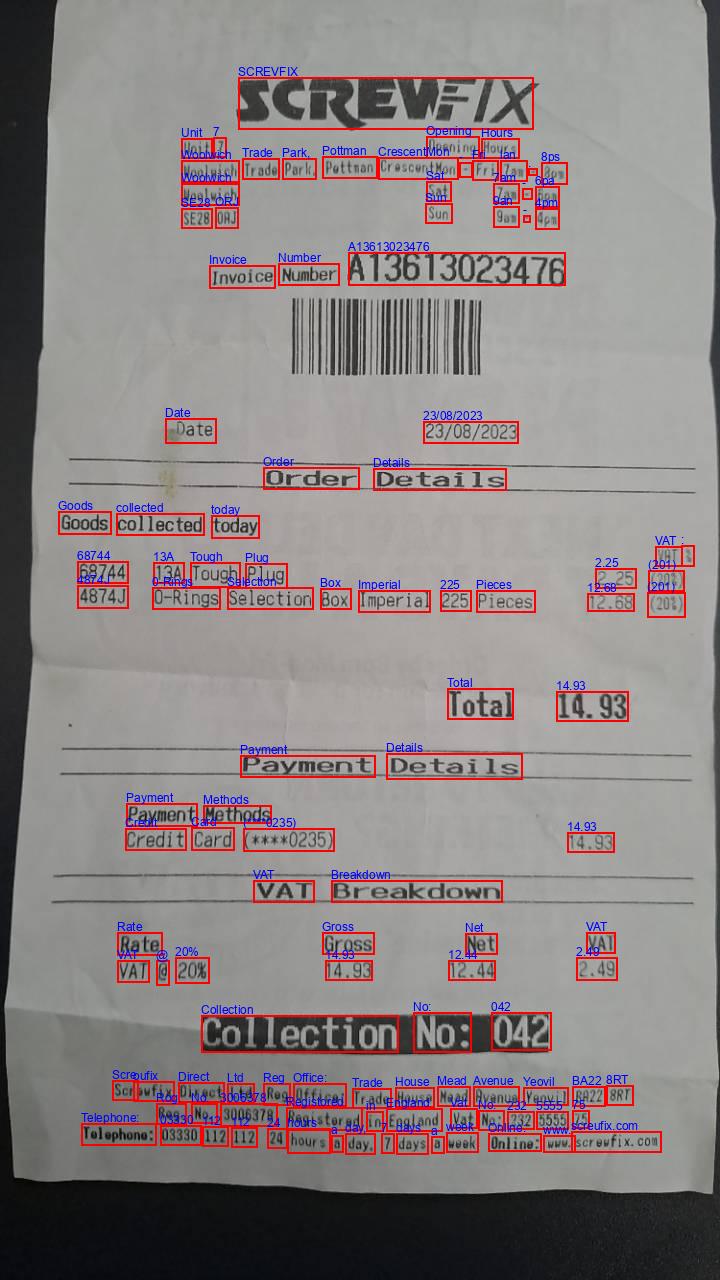 SCREWFIX
Unit 7 Opening Hours
Woolwich Trade Park, Pettman Crescent Mon - Fri 7am - 8pm
Woolwich Sat 7am - 6pm
SE28 0AJ Sun 9am - 4pm
Invoice Number A13613023476
Date 23/08/2023
Order Details
Goods collected today
VAT %
68744 13A Tough Plug 2.25 (20%)
4874J O-Rings Selection Box Imperial 225 Pieces 12.68 (20%)
Total 14.93
Payment Details
Payment Methods
Credit Card (****0235) 14.93
VAT Breakdown
Rate Gross Net VAT
VAT @ 20% 14.93 12.44 2.49
Collection No: 042
Screwfix Direct Ltd Reg Office: Trade House Mead Avenue Yeovil BA22 8RT
Reg No. 3006378 Registered in England Vat No: 232 5555 75
Telephone: 03330 112 112 24 hours a day, 7 days a week Online: www.screwfix.com